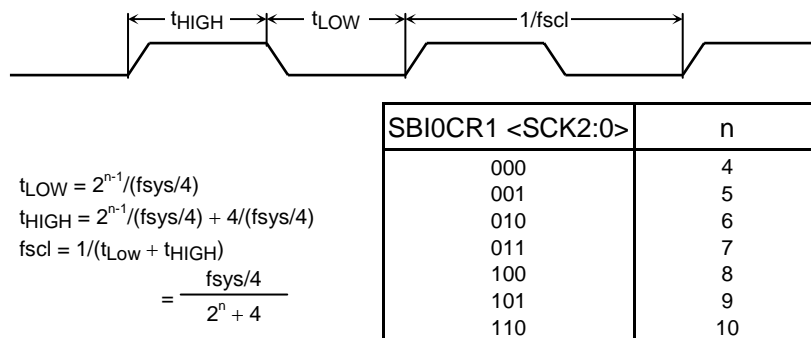 tHIGH tLOW 1/fscl
SBI0CR1 <SCK2:0> n
000 4
001 5
010 6
011 7
100 8
101 9
110 10
tLOW = 2^n-1/(fsys/4)
tHIGH = 2^n-1/(fsys/4) + 4/(fsys/4)
fscl = 1/(tLow + tHIGH)
= fsys/4
2^n + 4